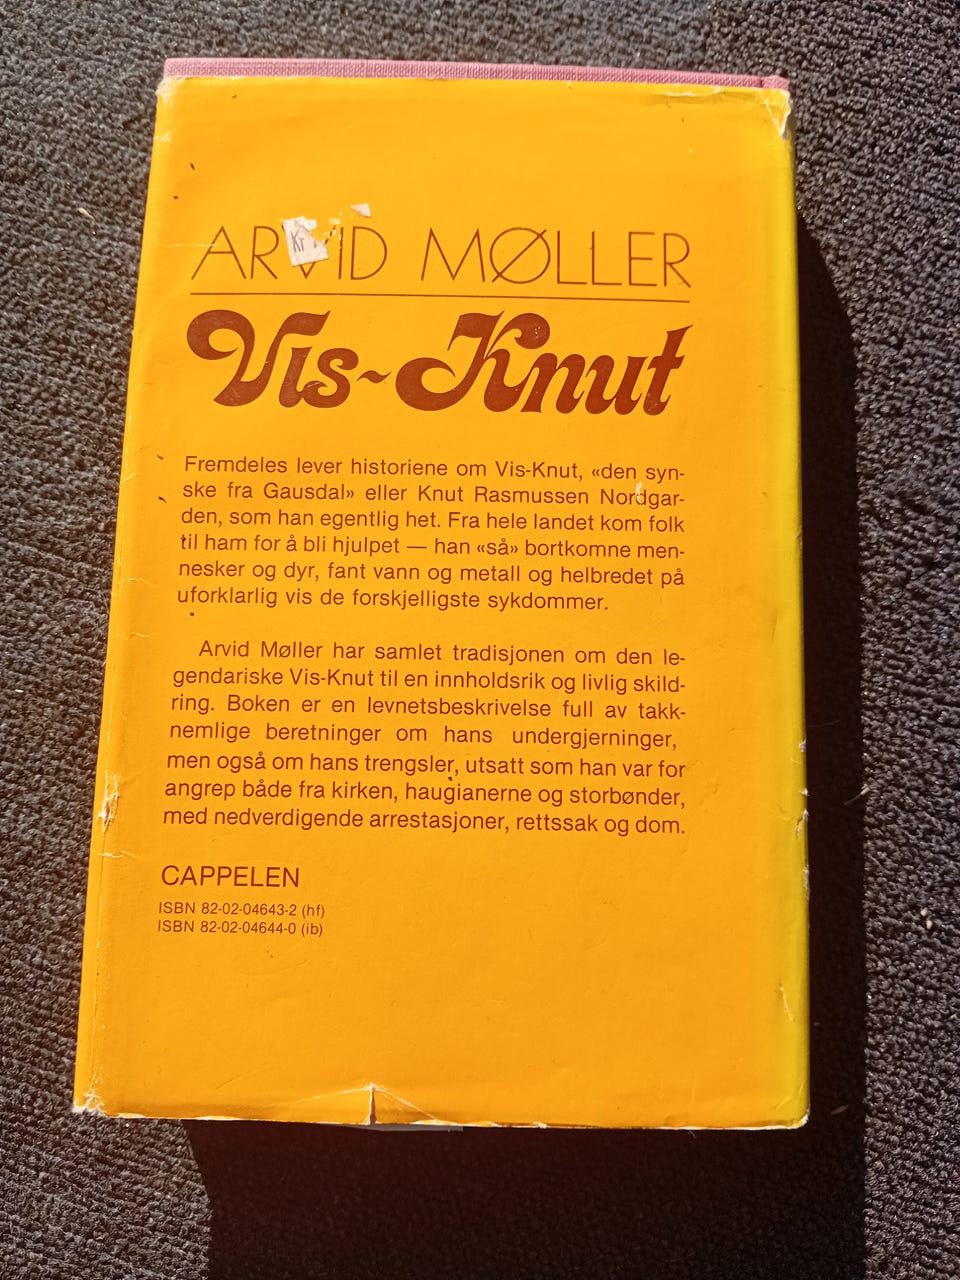 ARVID MØLLER
Kr
Vis-Knut
Fremdeles lever historiene om Vis-Knut, «den syn-
ske fra Gausdal» eller Knut Rasmussen Nordgar-
den, som han egentlig het. Fra hele landet kom folk
til ham for å bli hjulpet — han «så» bortkomne men-
nesker og dyr, fant vann og metall og helbredet på
uforklarlig vis de forskjelligste sykdommer.
Arvid Møller har samlet tradisjonen om den le-
gendariske Vis-Knut til en innholdsrik og livlig skild-
ring. Boken er en levnetsbeskrivelse full av takk-
nemlige beretninger om hans undergjerninger,
men også om hans trengsler, utsatt som han var for
angrep både fra kirken, haugianerne og storbønder,
med nedverdigende arrestasjoner, rettssak og dom.
CAPPELEN
ISBN 82-02-04643-2 (hf)
ISBN 82-02-04644-0 (ib)